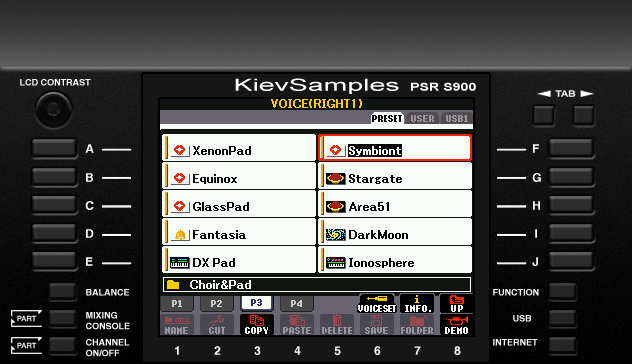 KievSamples PSR S900
LCD CONTRAST
◄ TAB ►
VOICE(RIGHT1)
PRESET USER USB1
A XenonPad Symbiont F
B Equinox Stargate G
C GlassPad Area51 H
D Fantasia DarkMoon I
E DX Pad Ionosphere J
Choir&Pad
BALANCE FUNCTION
P1 P2 P3 P4 VOICESET INFO. UP
PART MIXING CONSOLE USB
NAME CUT COPY PASTE DELETE SAVE FOLDER DEMO
PART CHANNEL ON/OFF INTERNET
1 2 3 4 5 6 7 8